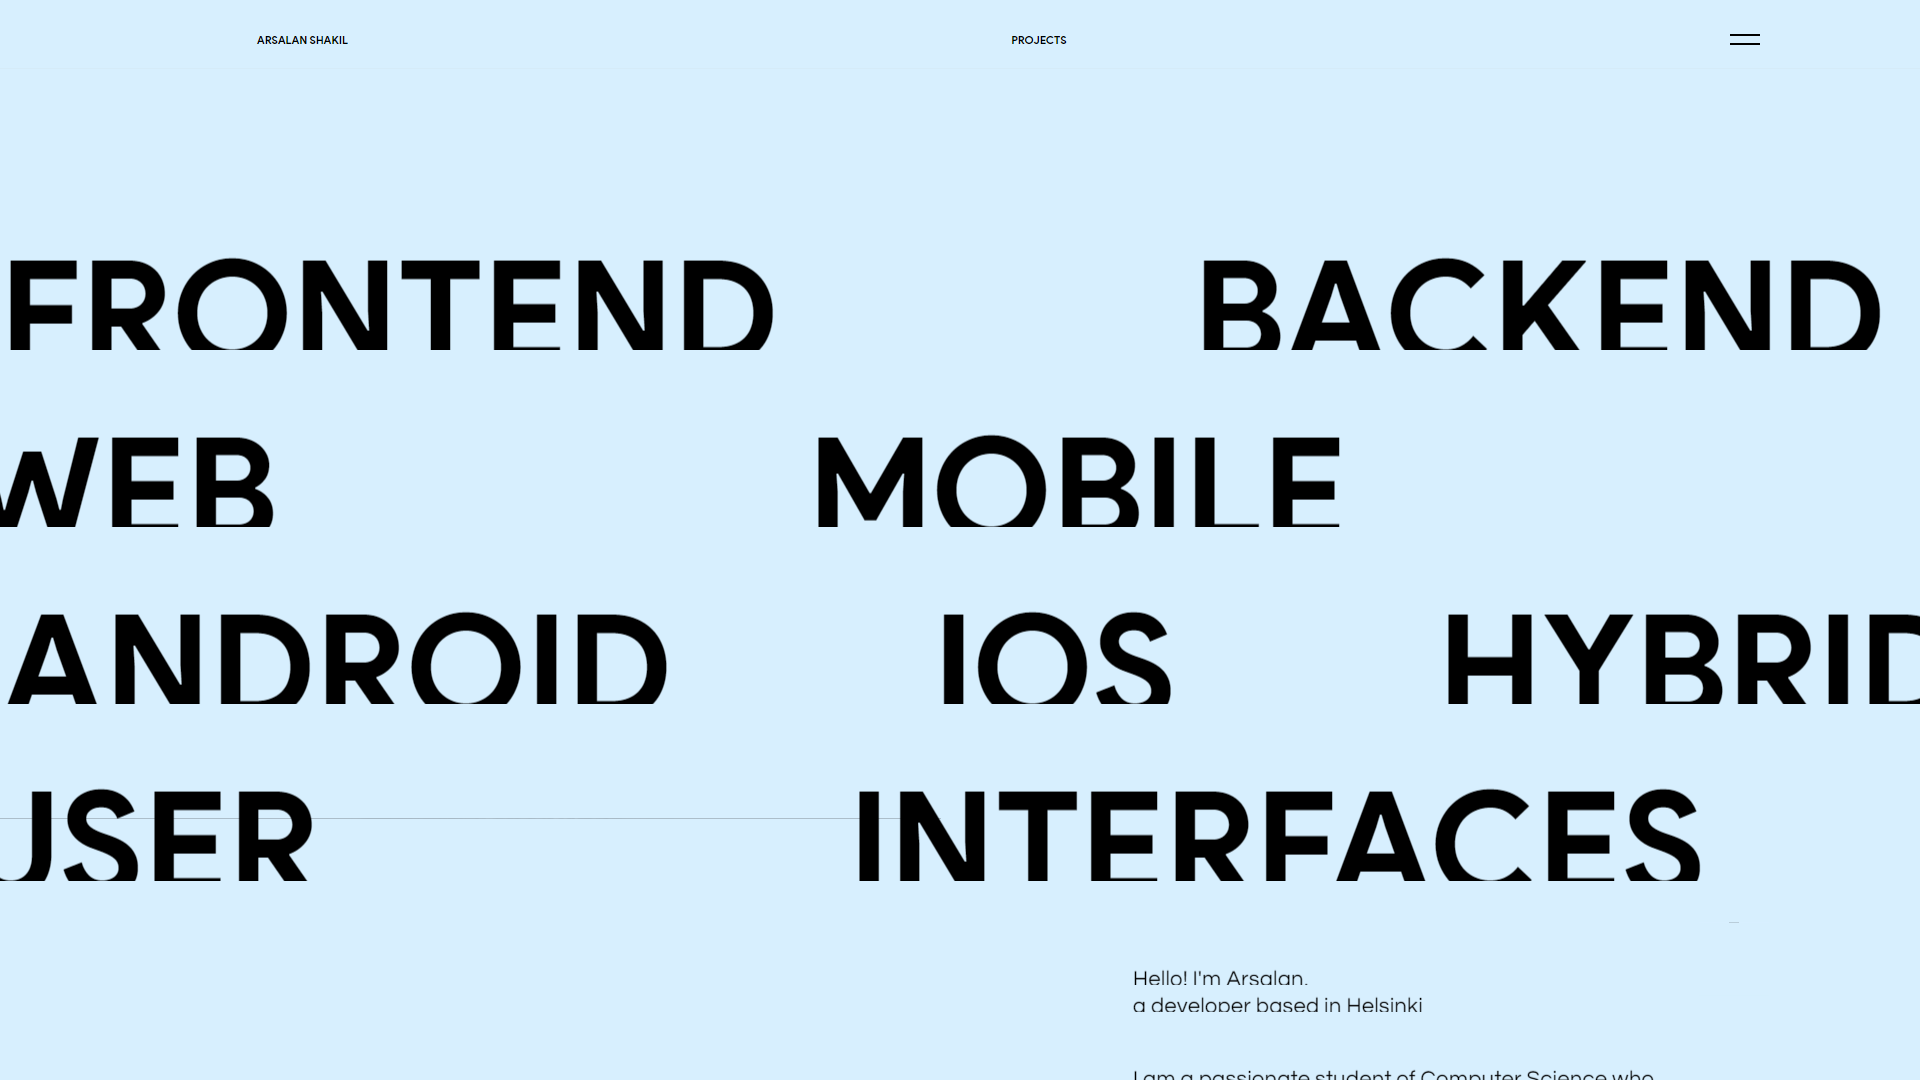 ARSALAN SHAKIL PROJECTS
FRONTEND BACKEND
WEB MOBILE
ANDROID IOS HYBRID
USER INTERFACES
Hello! I'm Arsalan.
a developer based in Helsinki
I am a passionate student of Computer Science who